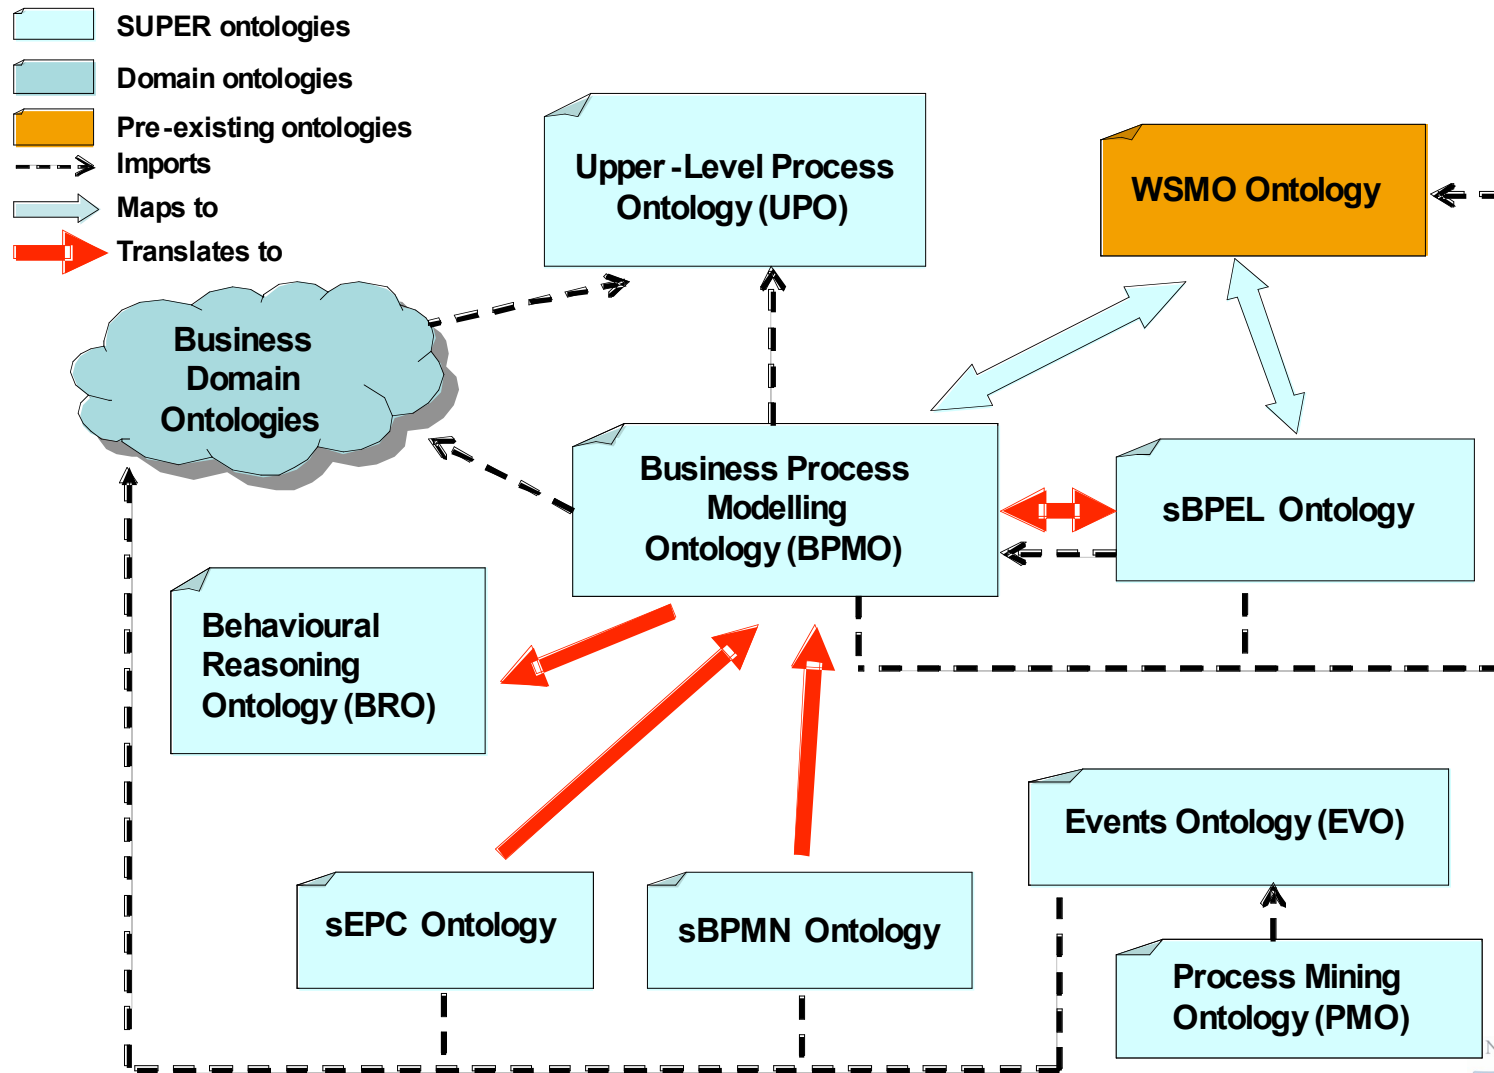 SUPER ontologies
Domain ontologies
Pre-existing ontologies
Imports
Maps to
Translates to
Upper-Level Process
Ontology (UPO)
WSMO Ontology
Business
Domain
Ontologies
Business Process
Modelling
Ontology (BPMO)
sBPEL Ontology
Behavioural
Reasoning
Ontology (BRO)
Events Ontology (EVO)
sEPC Ontology
sBPMN Ontology
Process Mining
Ontology (PMO)
N